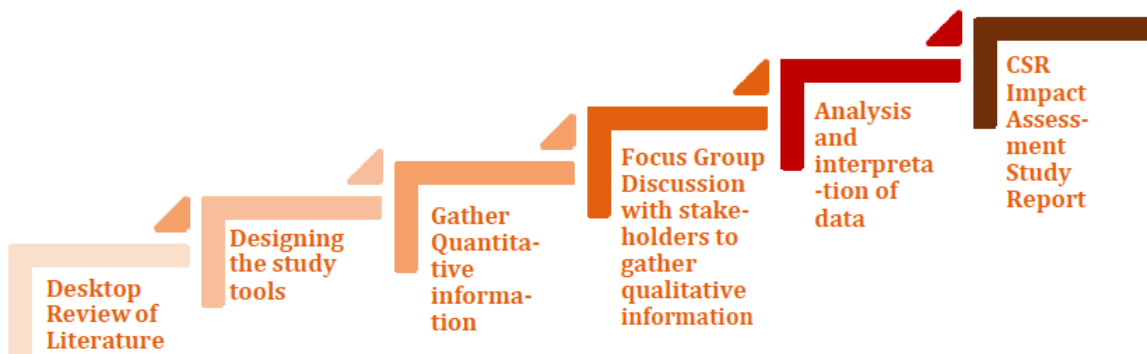 Desktop
Review of
Literature
Designing
the study
tools
Gather
Quantita-
tive
informa-
tion
Focus Group
Discussion
with stake-
holders to
gather
qualitative
information
Analysis
and
interpreta
-tion of
data
CSR
Impact
Assess-
ment
Study
Report